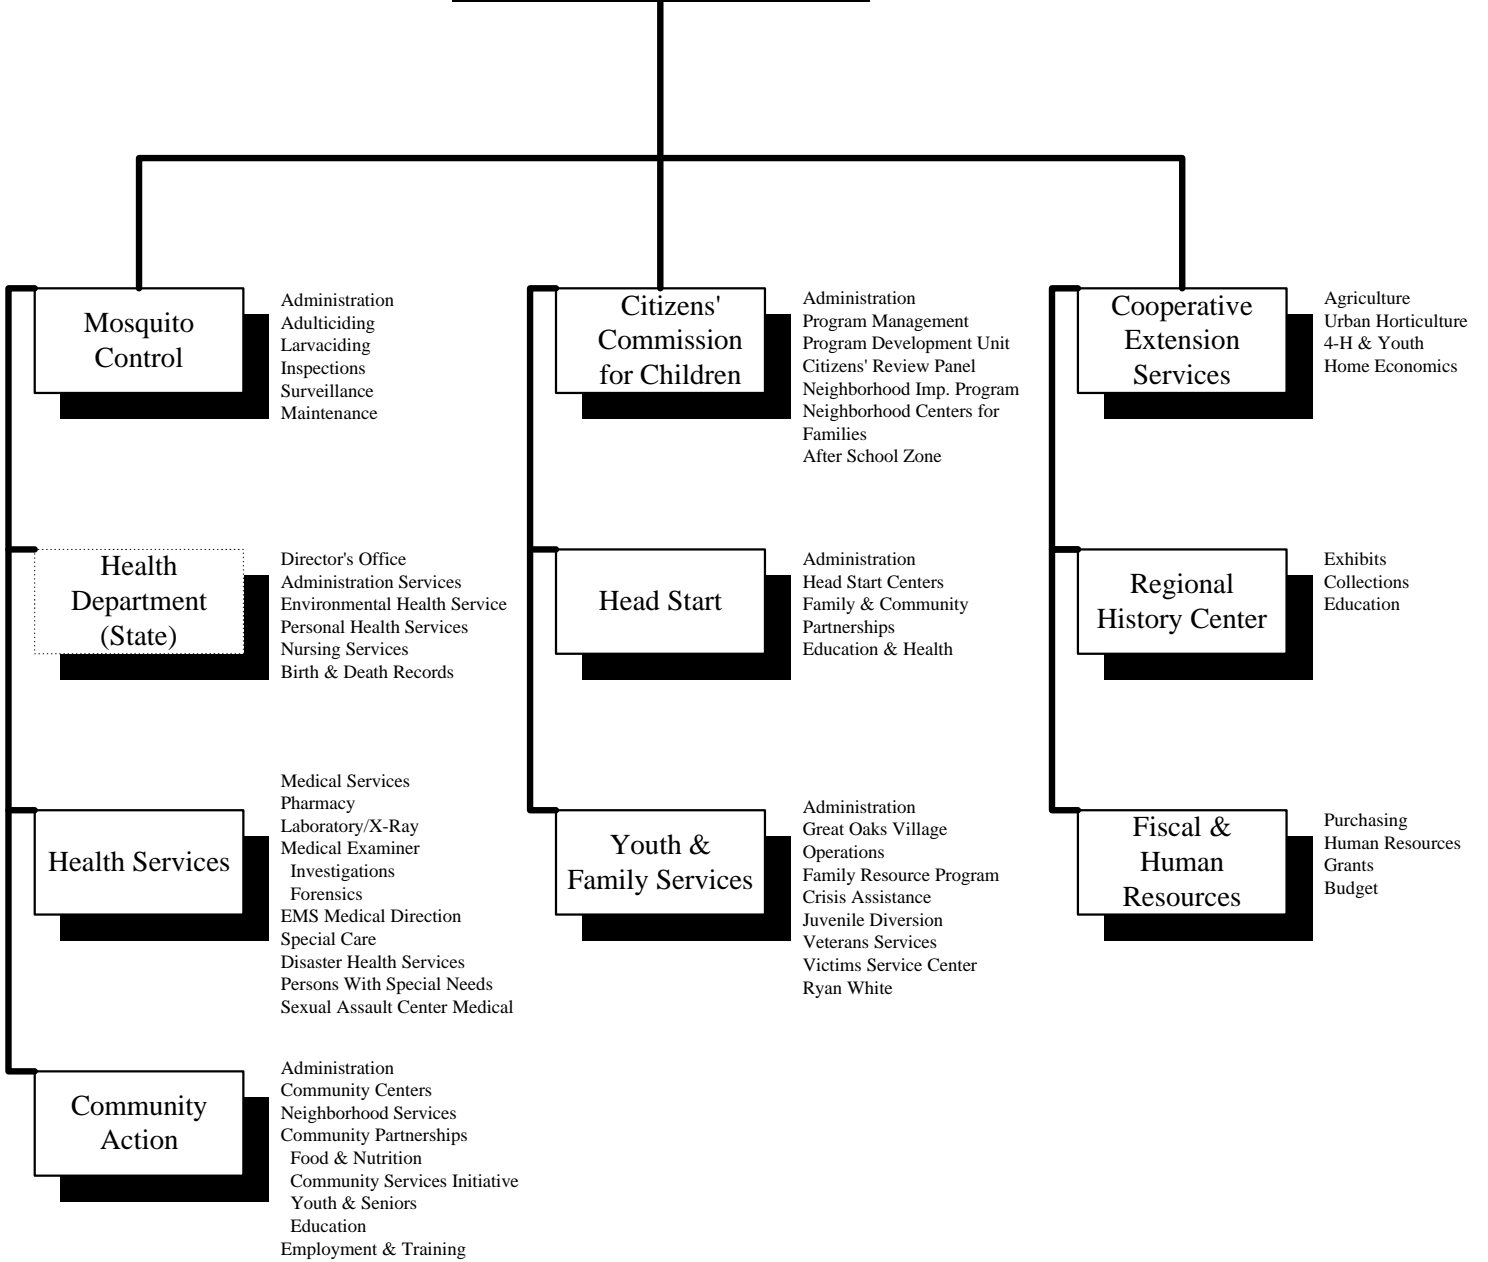 Mosquito
Control
Administration
Adulticiding
Larvaciding
Inspections
Surveillance
Maintenance
Health
Department
(State)
Director's Office
Administration Services
Environmental Health Service
Personal Health Services
Nursing Services
Birth & Death Records
Health Services
Medical Services
Pharmacy
Laboratory/X-Ray
Medical Examiner
Investigations
Forensics
EMS Medical Direction
Special Care
Disaster Health Services
Persons With Special Needs
Sexual Assault Center Medical
Community
Action
Administration
Community Centers
Neighborhood Services
Community Partnerships
Food & Nutrition
Community Services Initiative
Youth & Seniors
Education
Employment & Training
Citizens'
Commission
for Children
Administration
Program Management
Program Development Unit
Citizens' Review Panel
Neighborhood Imp. Program
Neighborhood Centers for
Families
After School Zone
Head Start
Administration
Head Start Centers
Family & Community
Partnerships
Education & Health
Youth &
Family Services
Administration
Great Oaks Village
Operations
Family Resource Program
Crisis Assistance
Juvenile Diversion
Veterans Services
Victims Service Center
Ryan White
Cooperative
Extension
Services
Agriculture
Urban Horticulture
4-H & Youth
Home Economics
Regional
History Center
Exhibits
Collections
Education
Fiscal &
Human
Resources
Purchasing
Human Resources
Grants
Budget